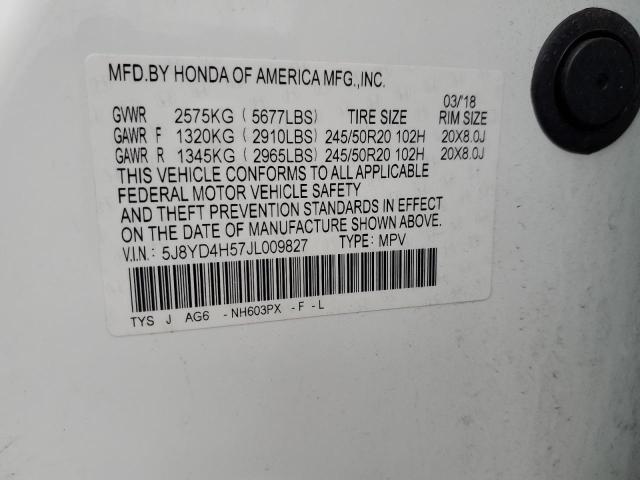 MFD.BY HONDA OF AMERICA MFG.,INC.
03/'18
GVWR 2575KG ( 5677LBS) TIRE SIZE RIM SIZE
GAWR F 1320KG ( 2910LBS) 245/50R20 102H 20X8.0J
GAWR R 1345KG ( 2965LBS) 245/50R20 102H 20X8.0J
THIS VEHICLE CONFORMS TO ALL APPLICABLE
FEDERAL MOTOR VEHICLE SAFETY
AND THEFT PREVENTION STANDARDS IN EFFECT
ON THE DATE OF MANUFACTURE SHOWN ABOVE.
V.I.N.: 5J8YD4H57JL009827 TYPE: MPV
TYS J AG6 -NH603PX -F -L